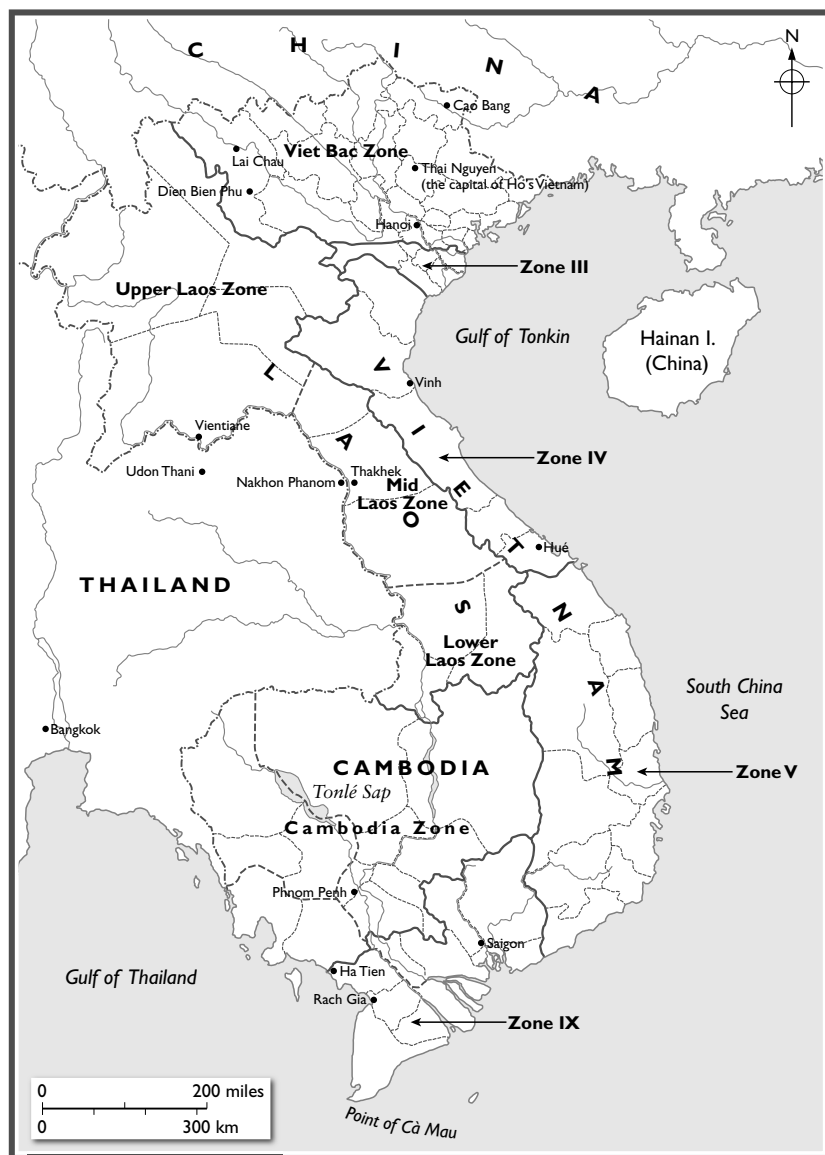 CHINA
N
Cao Bang
Lai Chau
Viet Bac Zone
Thai Nguyen
(the capital of Ho's Vietnam)
Dien Bien Phu
Hanoi
Zone III
Upper Laos Zone
Gulf of Tonkin
Hainan I.
(China)
LAOS
VIETNAM
Vinh
Vientiane
Udon Thani
Zone IV
Nakhon Phanom
Thakhek
Mid
Laos Zone
Hué
THAILAND
Lower
Laos Zone
South China
Sea
Bangkok
CAMBODIA
Tonlé Sap
Cambodia Zone
Zone V
Phnom Penh
Saigon
Gulf of Thailand
Ha Tien
Rach Gia
Zone IX
0 200 miles
0 300 km
Point of Cà Mau